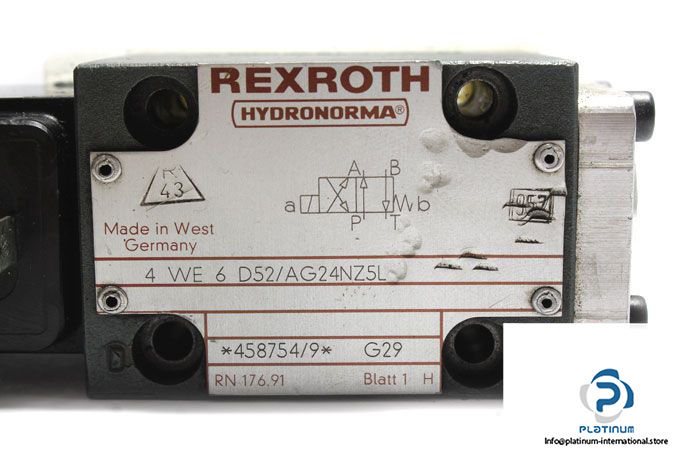 REXROTH
HYDRONORMA®
43
A B
a b
P T
Made in West
Germany
4 WE 6 D52/AG24NZ5L
*458754/9* G29
RN 176.91 Blatt 1 H
D
PLATINUM
info@platinum-international.store